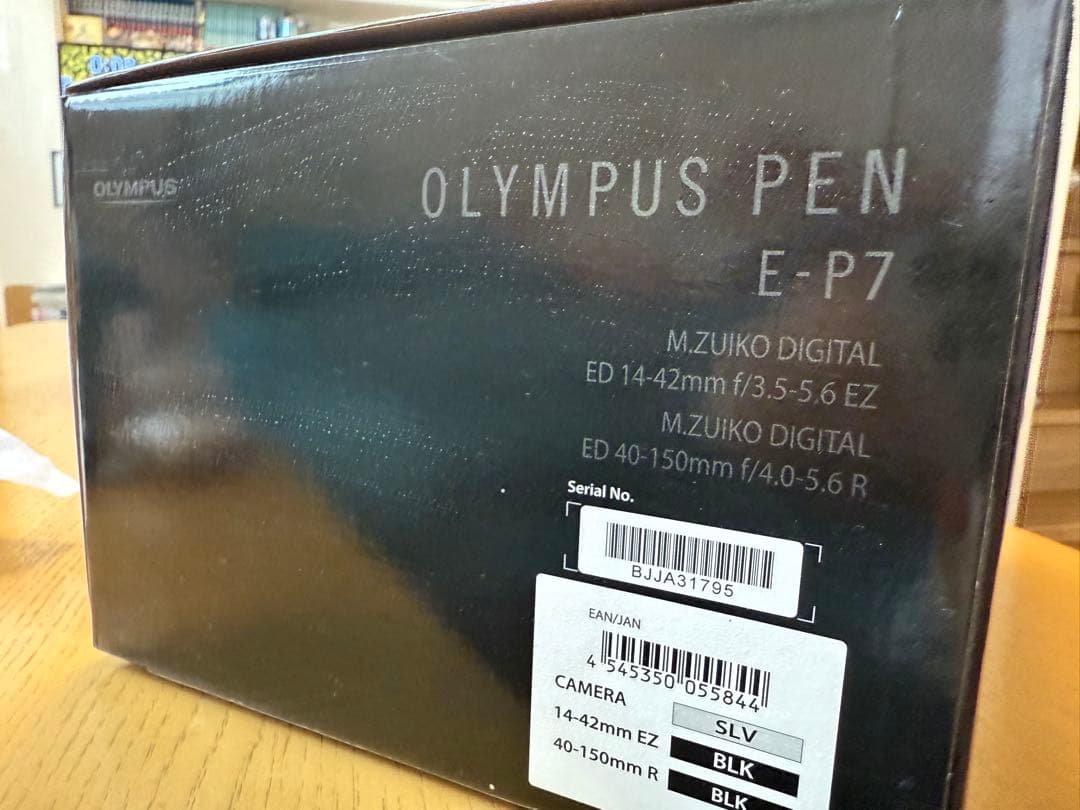 OLYMPUS
OLYMPUS PEN
E-P7
M.ZUIKO DIGITAL
ED 14-42mm f/3.5-5.6 EZ
M.ZUIKO DIGITAL
ED 40-150mm f/4.0-5.6 R
Serial No.
BJJA31795
EAN/JAN
4 545350 055844
CAMERA SLV
14-42mm EZ BLK
40-150mm R BLK